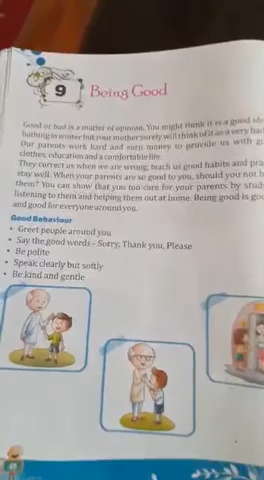 9
Being Good
Good or bad is a matter of opinion. You might think it is a good
bathing in winter but your mother surely will think of it as a very
Our parents work hard and earn money to provide us with
clothes, education and a comfortable life.
They correct us when we are wrong, teach us good habits and
stay well. When your parents are so good to you, should you not
them? You can show that you too care for your parents by
listening to them and helping them out at home. Being good is
and good for everyone around you.
Good Behaviour
• Greet people around you
• Say the good words - Sorry, Thank you, Please
• Be polite
• Speak clearly but softly
• Be kind and gentle